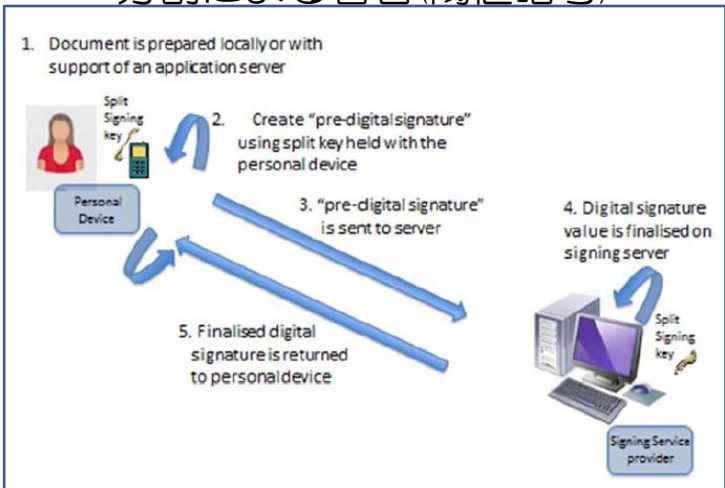 1. Document is prepared locally or with
support of an application server
Split
Signing
key
2. Create “pre-digital signature”
using split key held with the
personal device
Personal
Device
3. “pre-digital signature”
is sent to server
4. Digital signature
value is finalised on
signing server
Split
Signing
key
5. Finalised digital
signature is returned
to personal device
Signing Service
provider